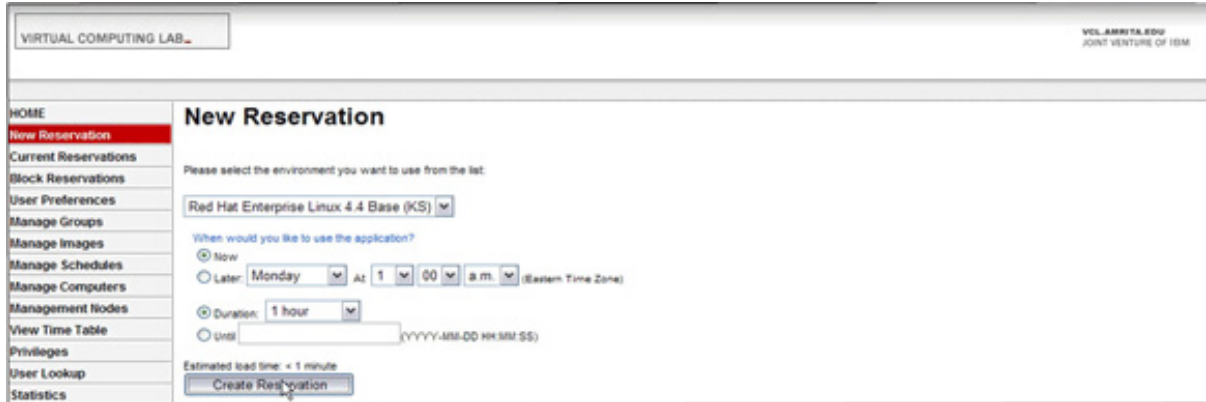 VIRTUAL COMPUTING LAB
VCL.AMRITA.EDU
JOINT VENTURE OF IBM
HOME
New Reservation
Current Reservations
Block Reservations
User Preferences
Manage Groups
Manage Images
Manage Schedules
Manage Computers
Management Nodes
View Time Table
Privileges
User Lookup
Statistics
New Reservation
Please select the environment you want to use from the list.
Red Hat Enterprise Linux 4.4 Base (KS)
When would you like to use the application?
Now
Later: Monday At 1 00 a.m. (Eastern Time Zone)
Duration: 1 hour
Until (YYYY-MM-DD HH:MM:SS)
Estimated load time: < 1 minute
Create Reservation